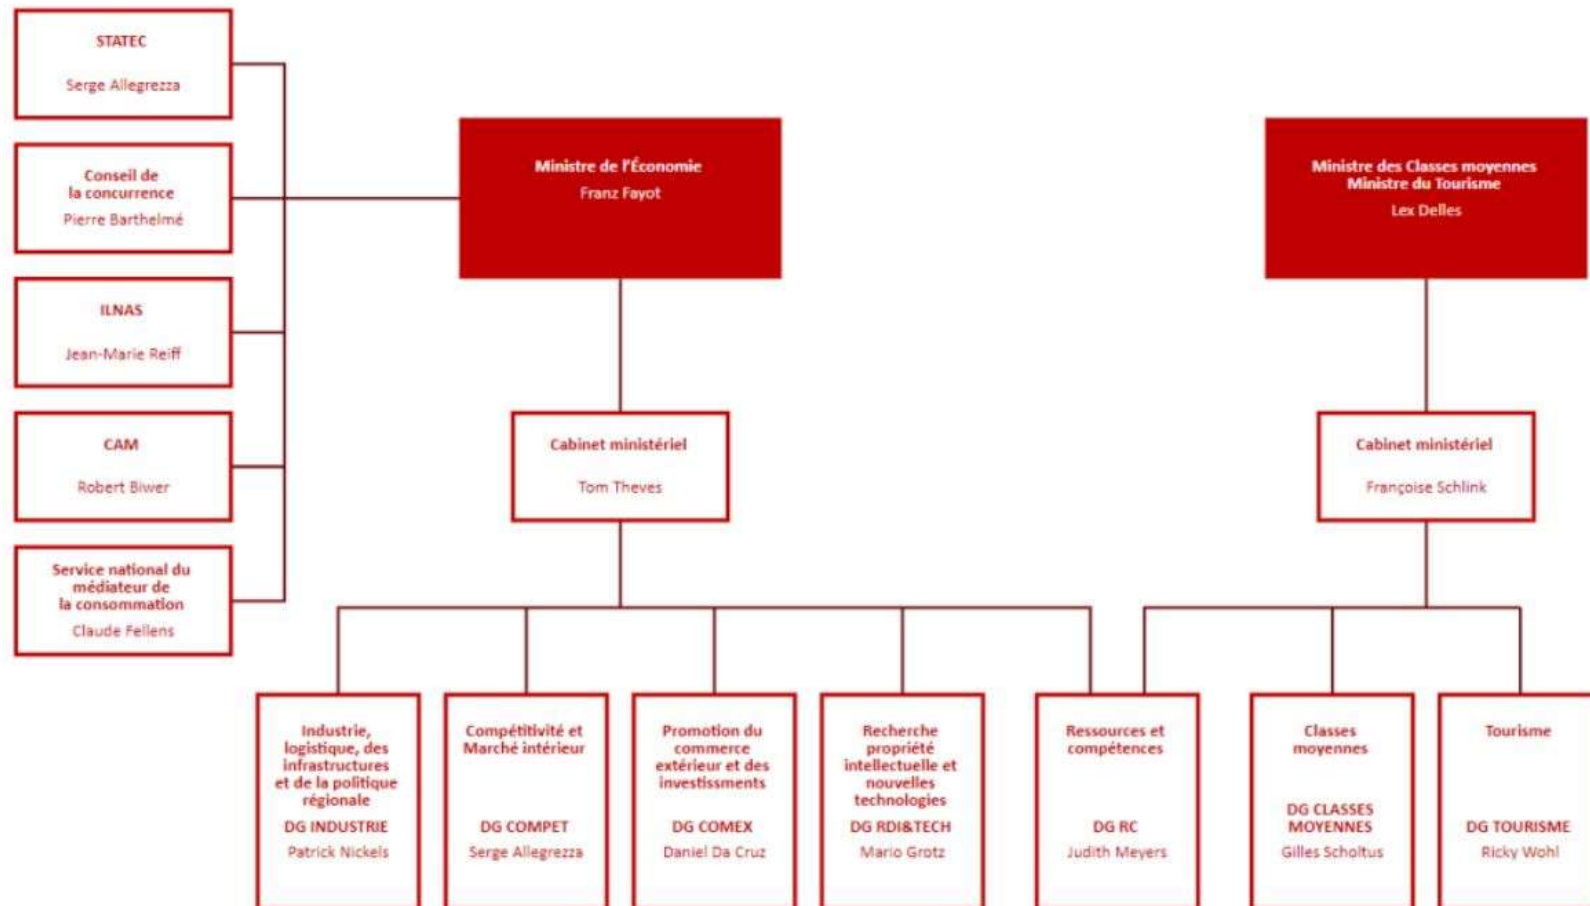 STATEC
Serge Allegrezza
Conseil de
la concurrence
Pierre Barthelmé
ILNAS
Jean-Marie Reiff
CAM
Robert Biwer
Service national du
médiateur de
la consommation
Claude Fellens
Ministre de l'Économie
Franz Fayot
Ministre des Classes moyennes
Ministre du Tourisme
Lex Delles
Cabinet ministériel
Tom Theves
Cabinet ministériel
Françoise Schlink
Industrie,
logistique, des
infrastructures
et de la politique
régionale
DG INDUSTRIE
Patrick Nickels
Compétitivité et
Marché intérieur
DG COMPET
Serge Allegrezza
Promotion du
commerce
extérieur et des
investissments
DG COMEX
Daniel Da Cruz
Recherche
propriété
intellectuelle et
nouvelles
technologies
DG RDI&TECH
Mario Grotz
Ressources et
compétences
DG RC
Judith Meyers
Classes
moyennes
DG CLASSES
MOYENNES
Gilles Scholtus
Tourisme
DG TOURISME
Ricky Wohl